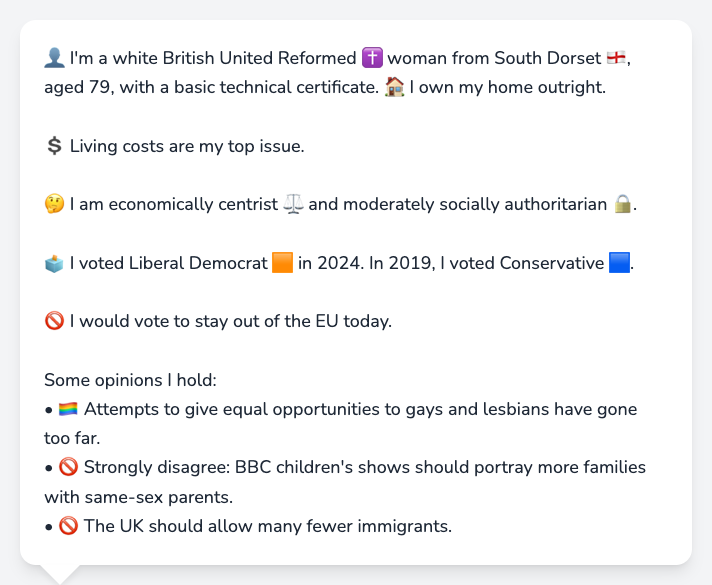 👤 I'm a white British United Reformed ✝️ woman from South Dorset 🏴󠁧󠁢󠁥󠁮󠁧󠁿,
aged 79, with a basic technical certificate. 🏠 I own my home outright.
💲 Living costs are my top issue.
🤔 I am economically centrist ⚖️ and moderately socially authoritarian 🔒.
🗳️ I voted Liberal Democrat 🟧 in 2024. In 2019, I voted Conservative 🟦.
🚫 I would vote to stay out of the EU today.
Some opinions I hold:
• 🏳️‍🌈 Attempts to give equal opportunities to gays and lesbians have gone
too far.
• 🚫 Strongly disagree: BBC children's shows should portray more families
with same-sex parents.
• 🚫 The UK should allow many fewer immigrants.